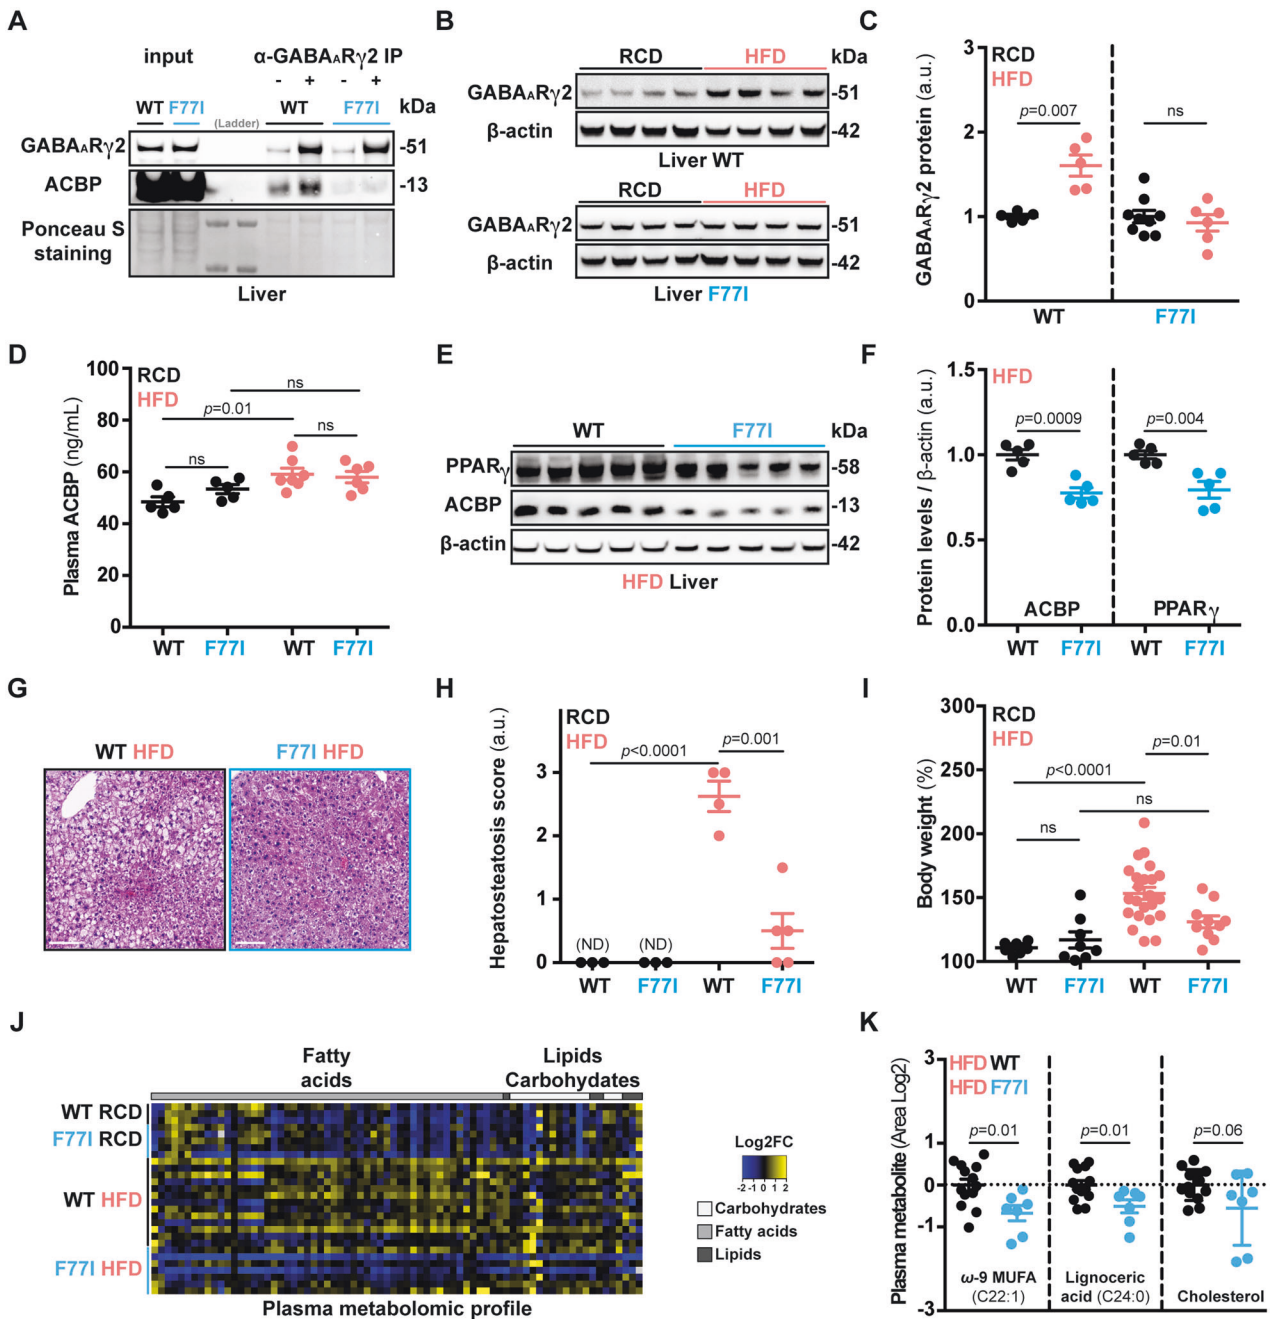 A
input
α-GABAARγ2 IP
- + - +
WT F77I
(Ladder)
WT
F77I
kDa
GABAARγ2
-51
ACBP
-13
Ponceau S
staining
Liver
B
RCD
HFD
kDa
GABAARγ2
-51
β-actin
-42
Liver WT
RCD
HFD
GABAARγ2
-51
β-actin
-42
Liver F77I
C
GABAARγ2 protein (a.u.)
3
2
1
0
RCD
HFD
p=0.007
ns
WT
F77I
D
Plasma ACBP (ng/mL)
100
80
60
40
20
0
RCD
HFD
ns
p=0.01
ns
ns
WT F77I WT F77I
E
WT
F77I
kDa
PPARγ
-58
ACBP
-13
β-actin
-42
HFD Liver
F
Protein levels / β-actin (a.u.)
1.5
1.0
0.5
0.0
HFD
p=0.0009
p=0.004
ACBP
PPARγ
WT F77I WT F77I
G
WT HFD
F77I HFD
H
Hepatosteatosis score (a.u.)
3
2
1
0
RCD
HFD
p<0.0001
p=0.001
(ND)
(ND)
WT F77I WT F77I
I
Body weight (%)
300
250
200
150
100
RCD
HFD
p=0.01
p<0.0001
ns
ns
WT F77I WT F77I
J
Fatty
acids
Lipids
Carbohydrates
WT RCD
F77I RCD
WT HFD
F77I HFD
Plasma metabolomic profile
Log2FC
-2 -1 0 1 2
Carbohydrates
Fatty acids
Lipids
K
Plasma metabolite (Area Log2)
3
1
0
-1
-3
HFD WT
HFD F77I
p=0.01
p=0.01
p=0.06
ω-9 MUFA
(C22:1)
Lignoceric
acid (C24:0)
Cholesterol